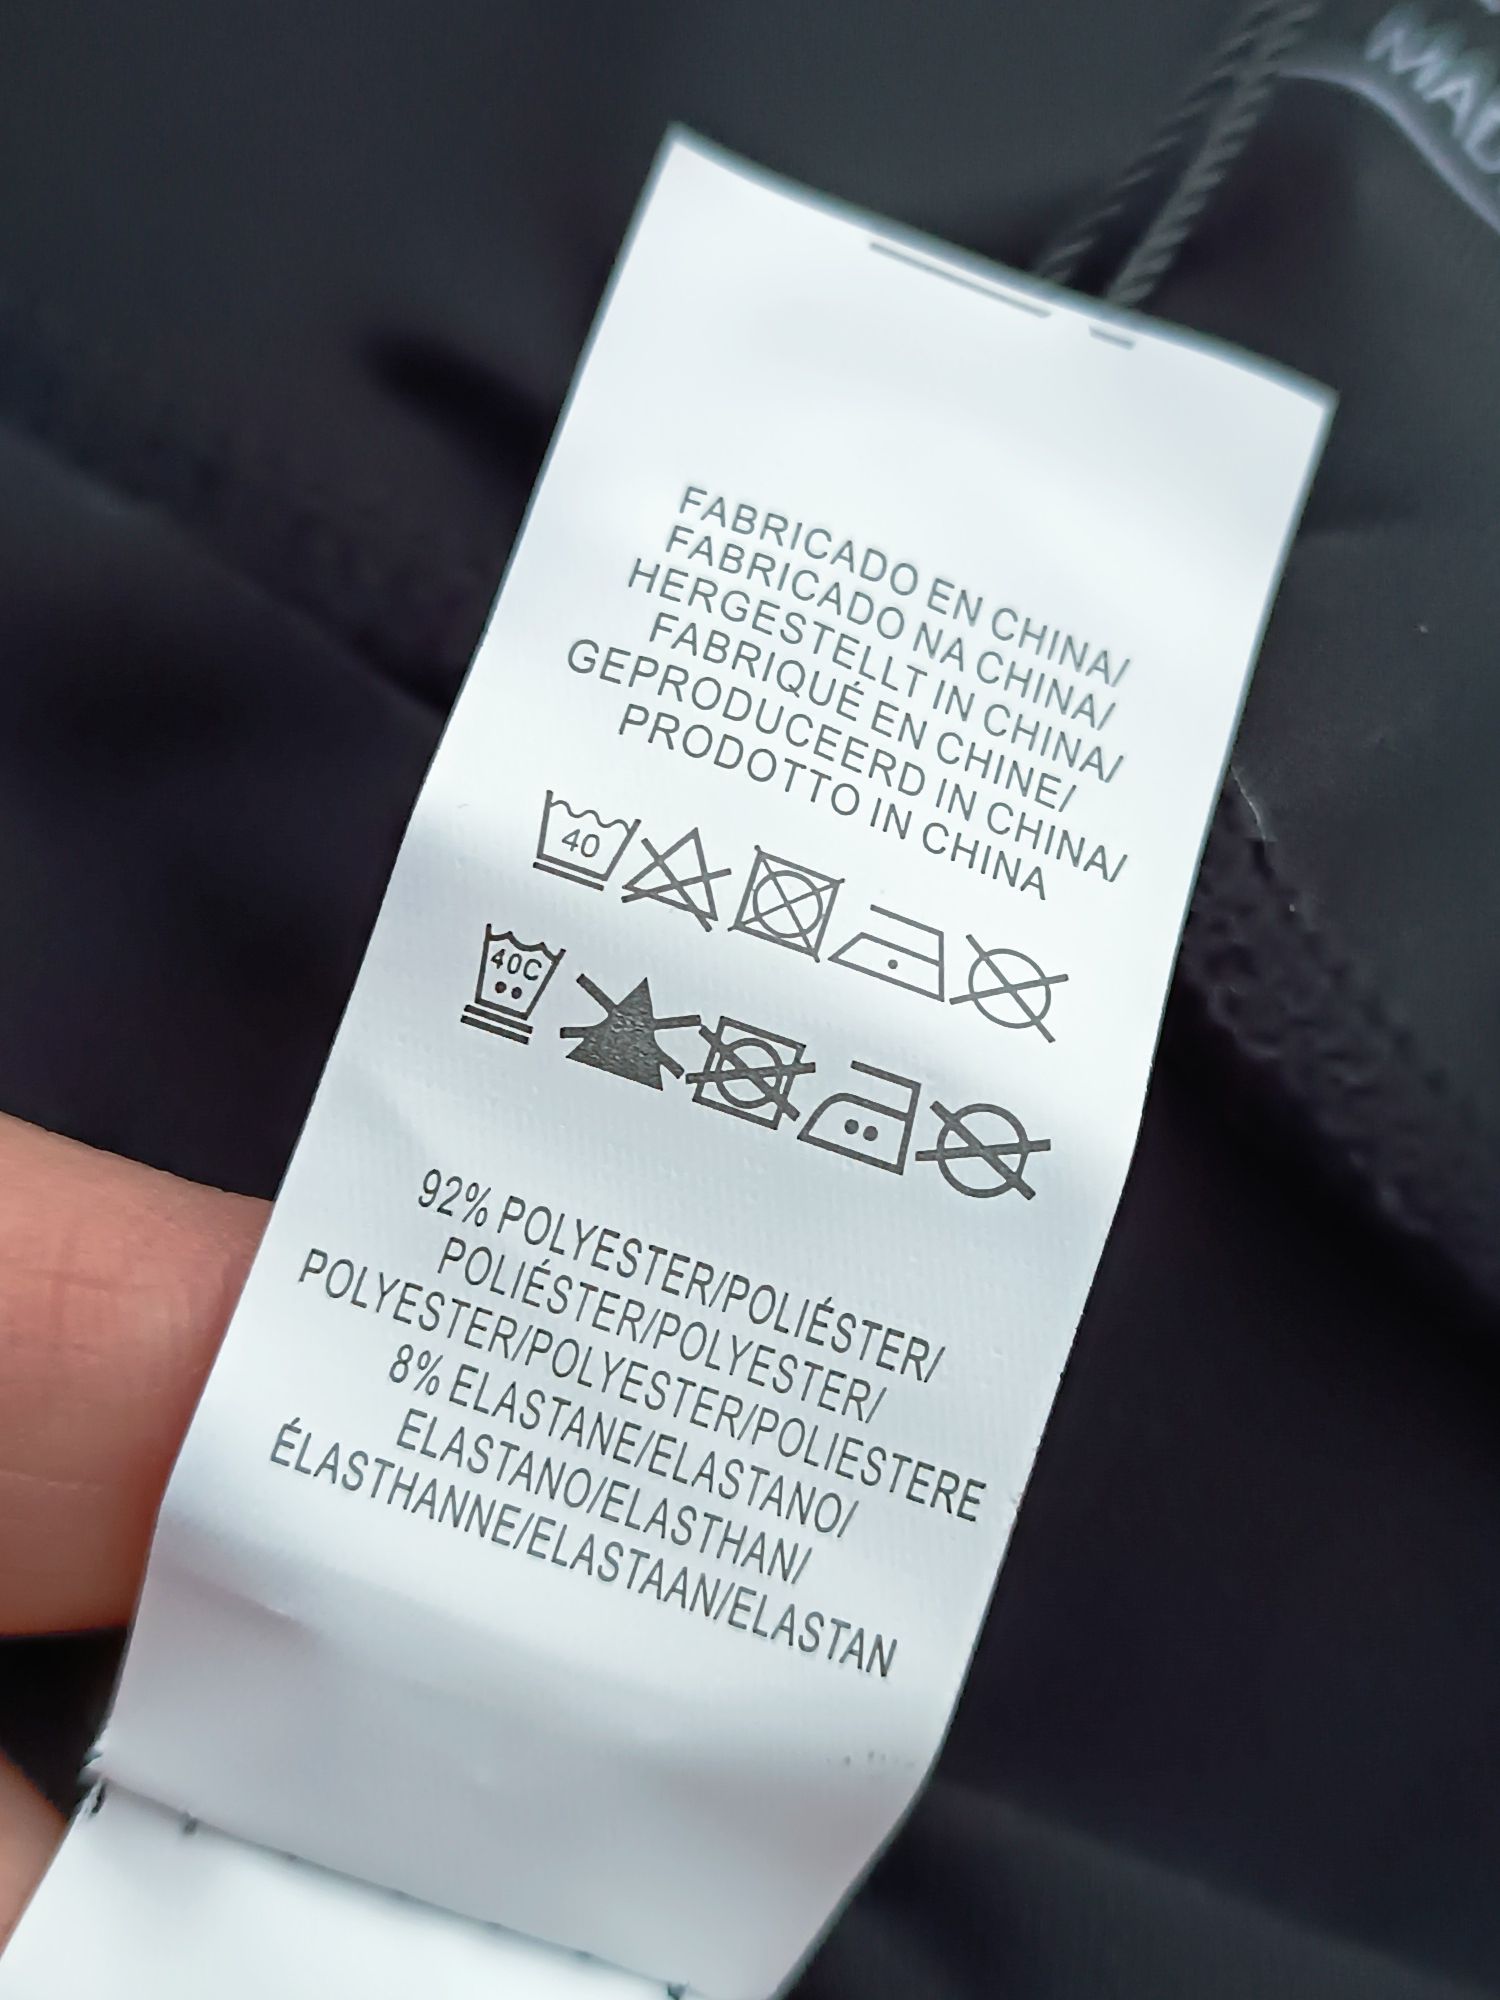 MAD
FABRICADO EN CHINA/
FABRICADO NA CHINA/
HERGESTELLT IN CHINA/
FABRIQUÉ EN CHINE/
GEPRODUCEERD IN CHINA/
PRODOTTO IN CHINA
40
40C
92% POLYESTER/POLIÉSTER/
POLIÉSTER/POLYESTER/
POLYESTER/POLYESTER/POLIESTERE
8% ELASTANE/ELASTANO/
ELASTANO/ELASTHAN/
ÉLASTHANNE/ELASTAAN/ELASTAN